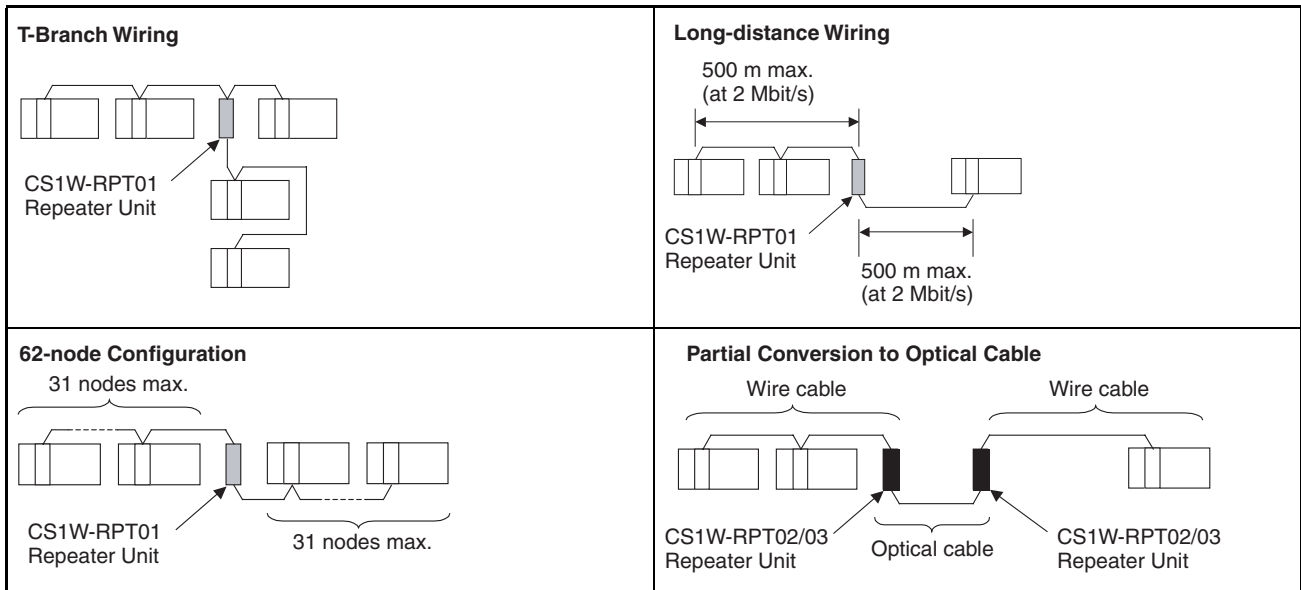 T-Branch Wiring
CS1W-RPT01
Repeater Unit
Long-distance Wiring
500 m max.
(at 2 Mbit/s)
CS1W-RPT01
Repeater Unit
500 m max.
(at 2 Mbit/s)
62-node Configuration
31 nodes max.
CS1W-RPT01
Repeater Unit
31 nodes max.
Partial Conversion to Optical Cable
Wire cable
Wire cable
CS1W-RPT02/03
Repeater Unit
Optical cable
CS1W-RPT02/03
Repeater Unit